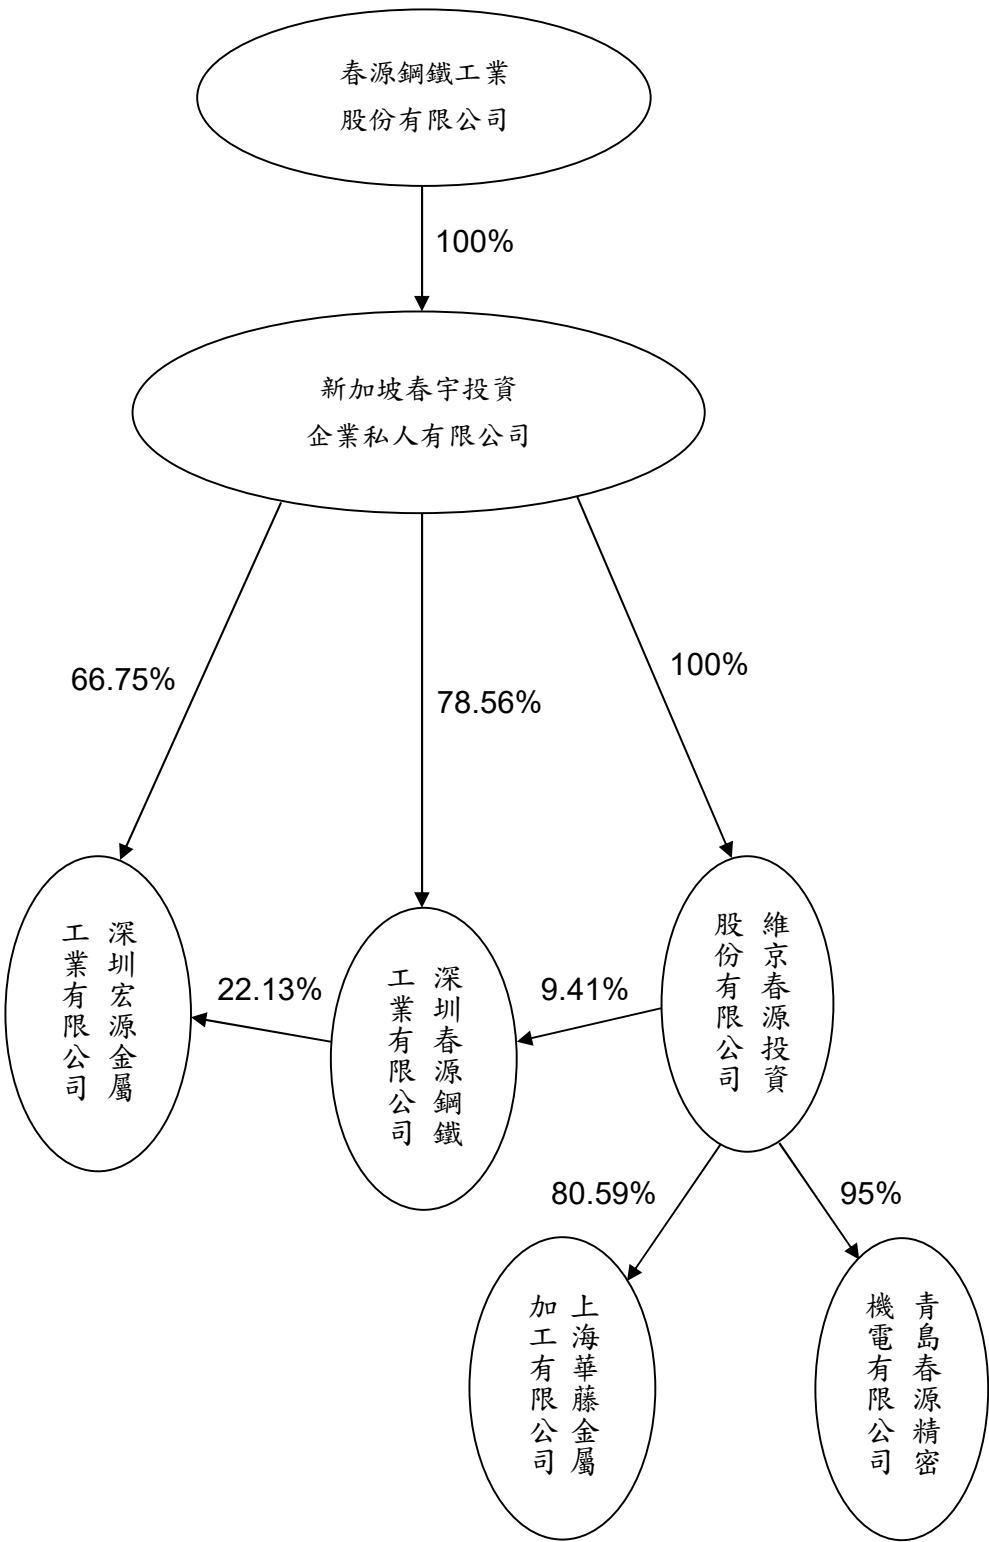 春源鋼鐵工業
股份有限公司
100%
新加坡春宇投資
企業私人有限公司
66.75%
78.56%
100%
深圳宏源金屬
工業有限公司
22.13%
深圳春源鋼鐵
工業有限公司
9.41%
維京春源投資
股份有限公司
80.59%
95%
上海華藤金屬
加工有限公司
青島春源精密
機電有限公司